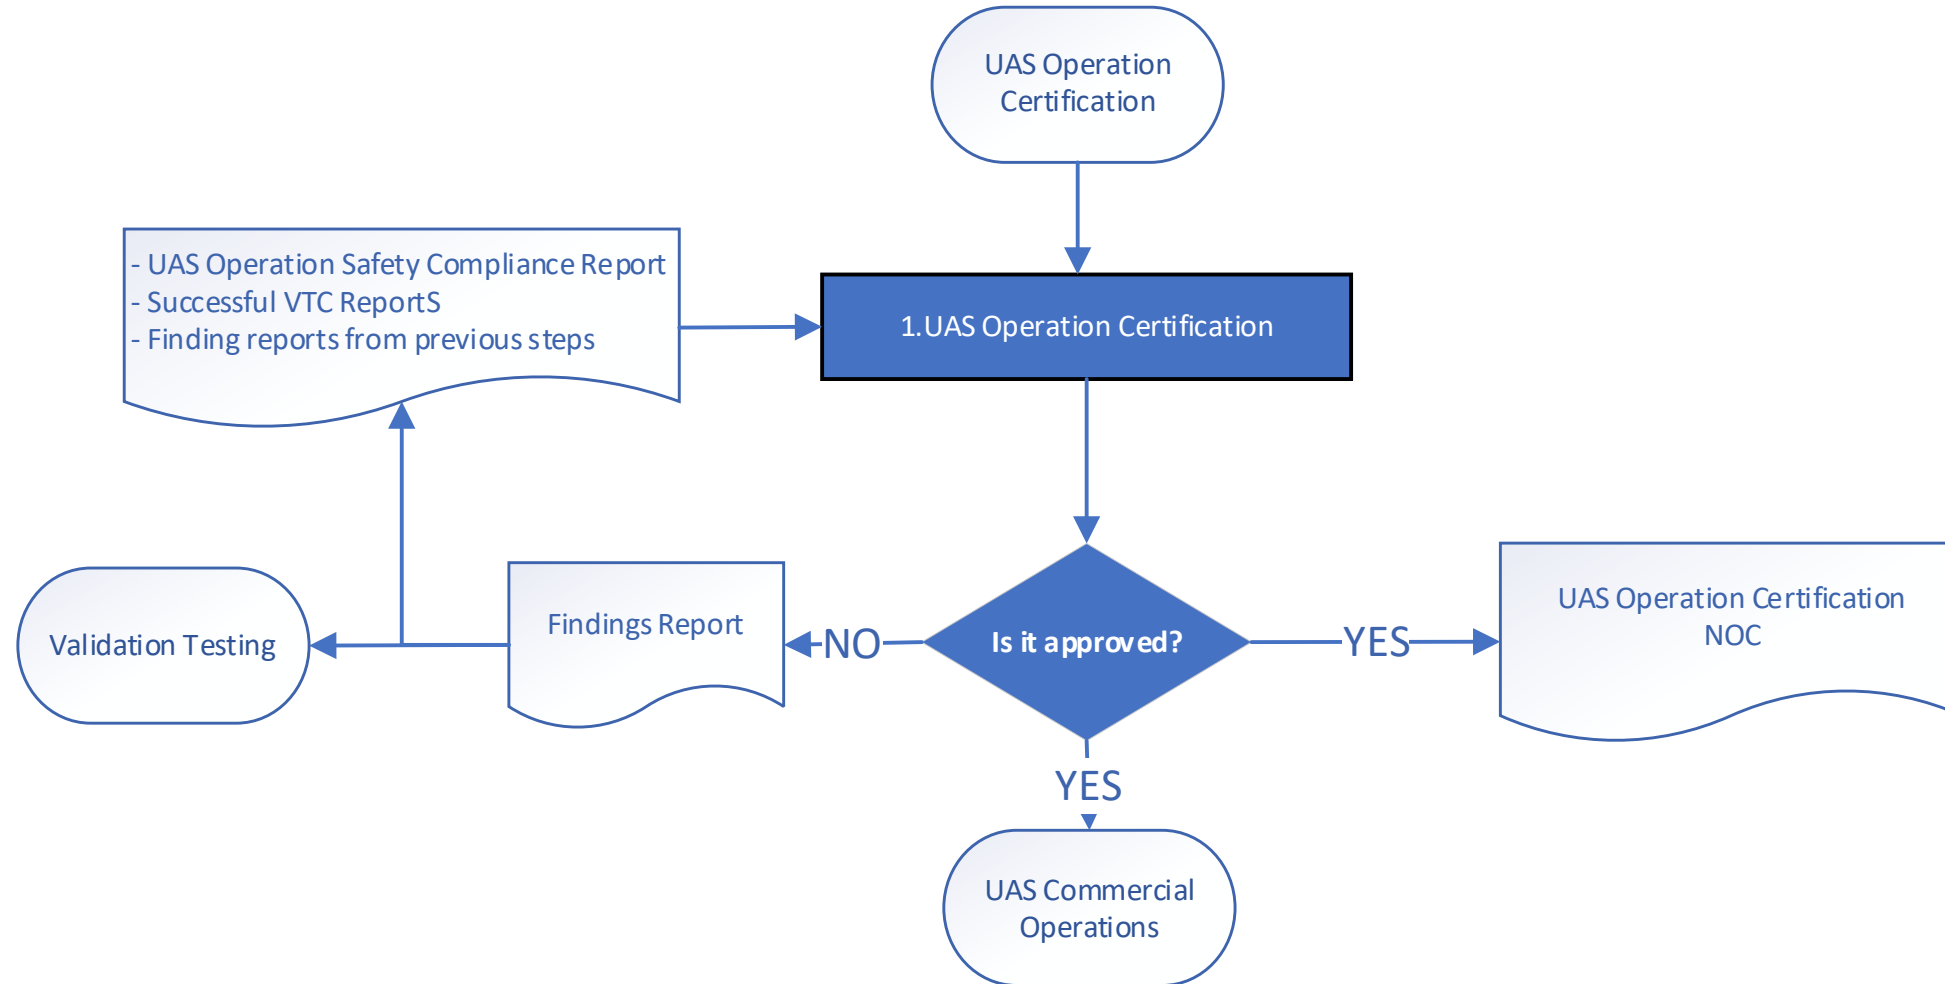 UAS Operation
Certification
- UAS Operation Safety Compliance Report
- Successful VTC ReportS
- Finding reports from previous steps
1.UAS Operation Certification
Validation Testing
Findings Report
NO
Is it approved?
YES
UAS Operation Certification
NOC
YES
UAS Commercial
Operations